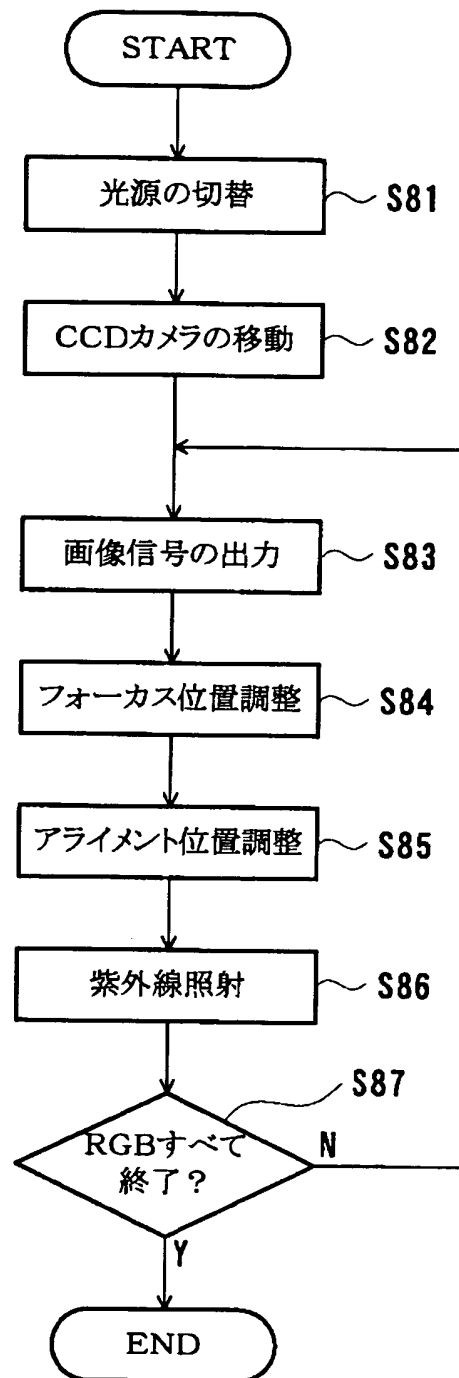 START
光源の切替
S81
CCDカメラの移動
S82
画像信号の出力
S83
フォーカス位置調整
S84
アライメント位置調整
S85
紫外線照射
S86
S87
RGBすべて
終了?
N
Y
END